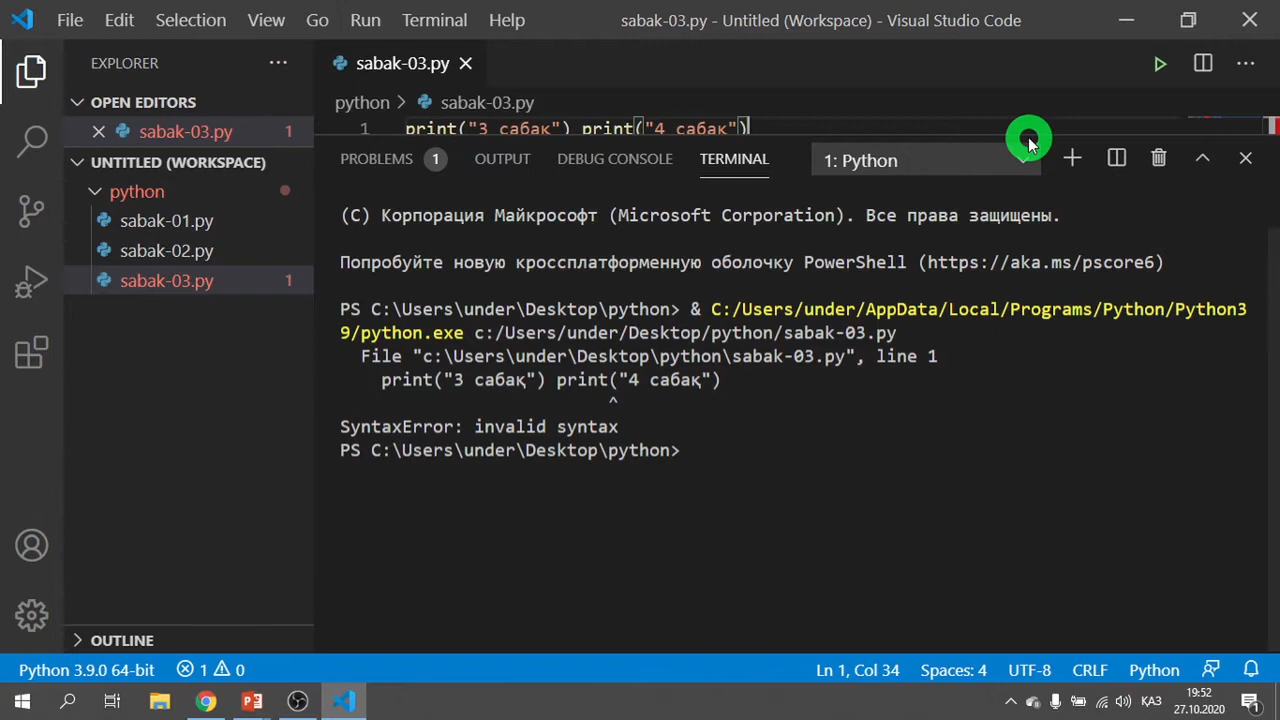 File Edit Selection View Go Run Terminal Help sabak-03.py - Untitled (Workspace) - Visual Studio Code
EXPLORER
sabak-03.py
OPEN EDITORS
python > sabak-03.py
sabak-03.py 1
1 print("3 сабақ") print("4 сабақ")
UNTITLED (WORKSPACE)
PROBLEMS 1 OUTPUT DEBUG CONSOLE TERMINAL 1: Python
python
sabak-01.py
sabak-02.py
sabak-03.py 1
(C) Корпорация Майкрософт (Microsoft Corporation). Все права защищены.
Попробуйте новую кроссплатформенную оболочку PowerShell (https://aka.ms/pscore6)
PS C:\Users\under\Desktop\python> & C:/Users/under/AppData/Local/Programs/Python/Python3
9/python.exe c:/Users/under/Desktop/python/sabak-03.py
File "c:\Users\under\Desktop\python\sabak-03.py", line 1
print("3 сабақ") print("4 сабақ")
^
SyntaxError: invalid syntax
PS C:\Users\under\Desktop\python>
OUTLINE
Python 3.9.0 64-bit 1 0 Ln 1, Col 34 Spaces: 4 UTF-8 CRLF Python
ҚАЗ 19:52
27.10.2020 1